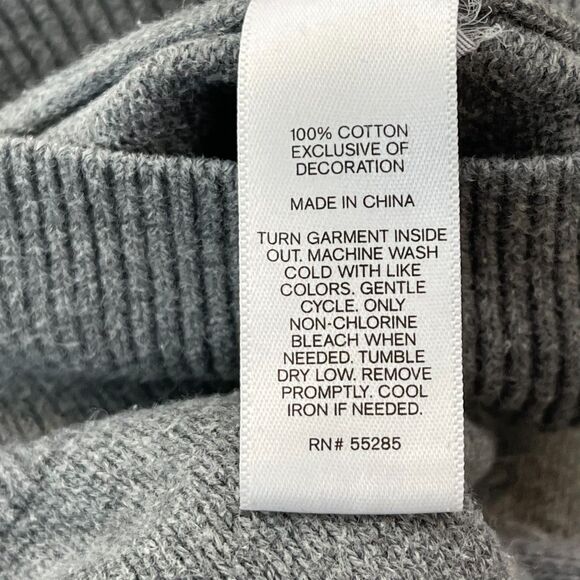 100% COTTON
EXCLUSIVE OF
DECORATION
MADE IN CHINA
TURN GARMENT INSIDE
OUT. MACHINE WASH
COLD WITH LIKE
COLORS. GENTLE
CYCLE. ONLY
NON-CHLORINE
BLEACH WHEN
NEEDED. TUMBLE
DRY LOW. REMOVE
PROMPTLY. COOL
IRON IF NEEDED.
RN# 55285